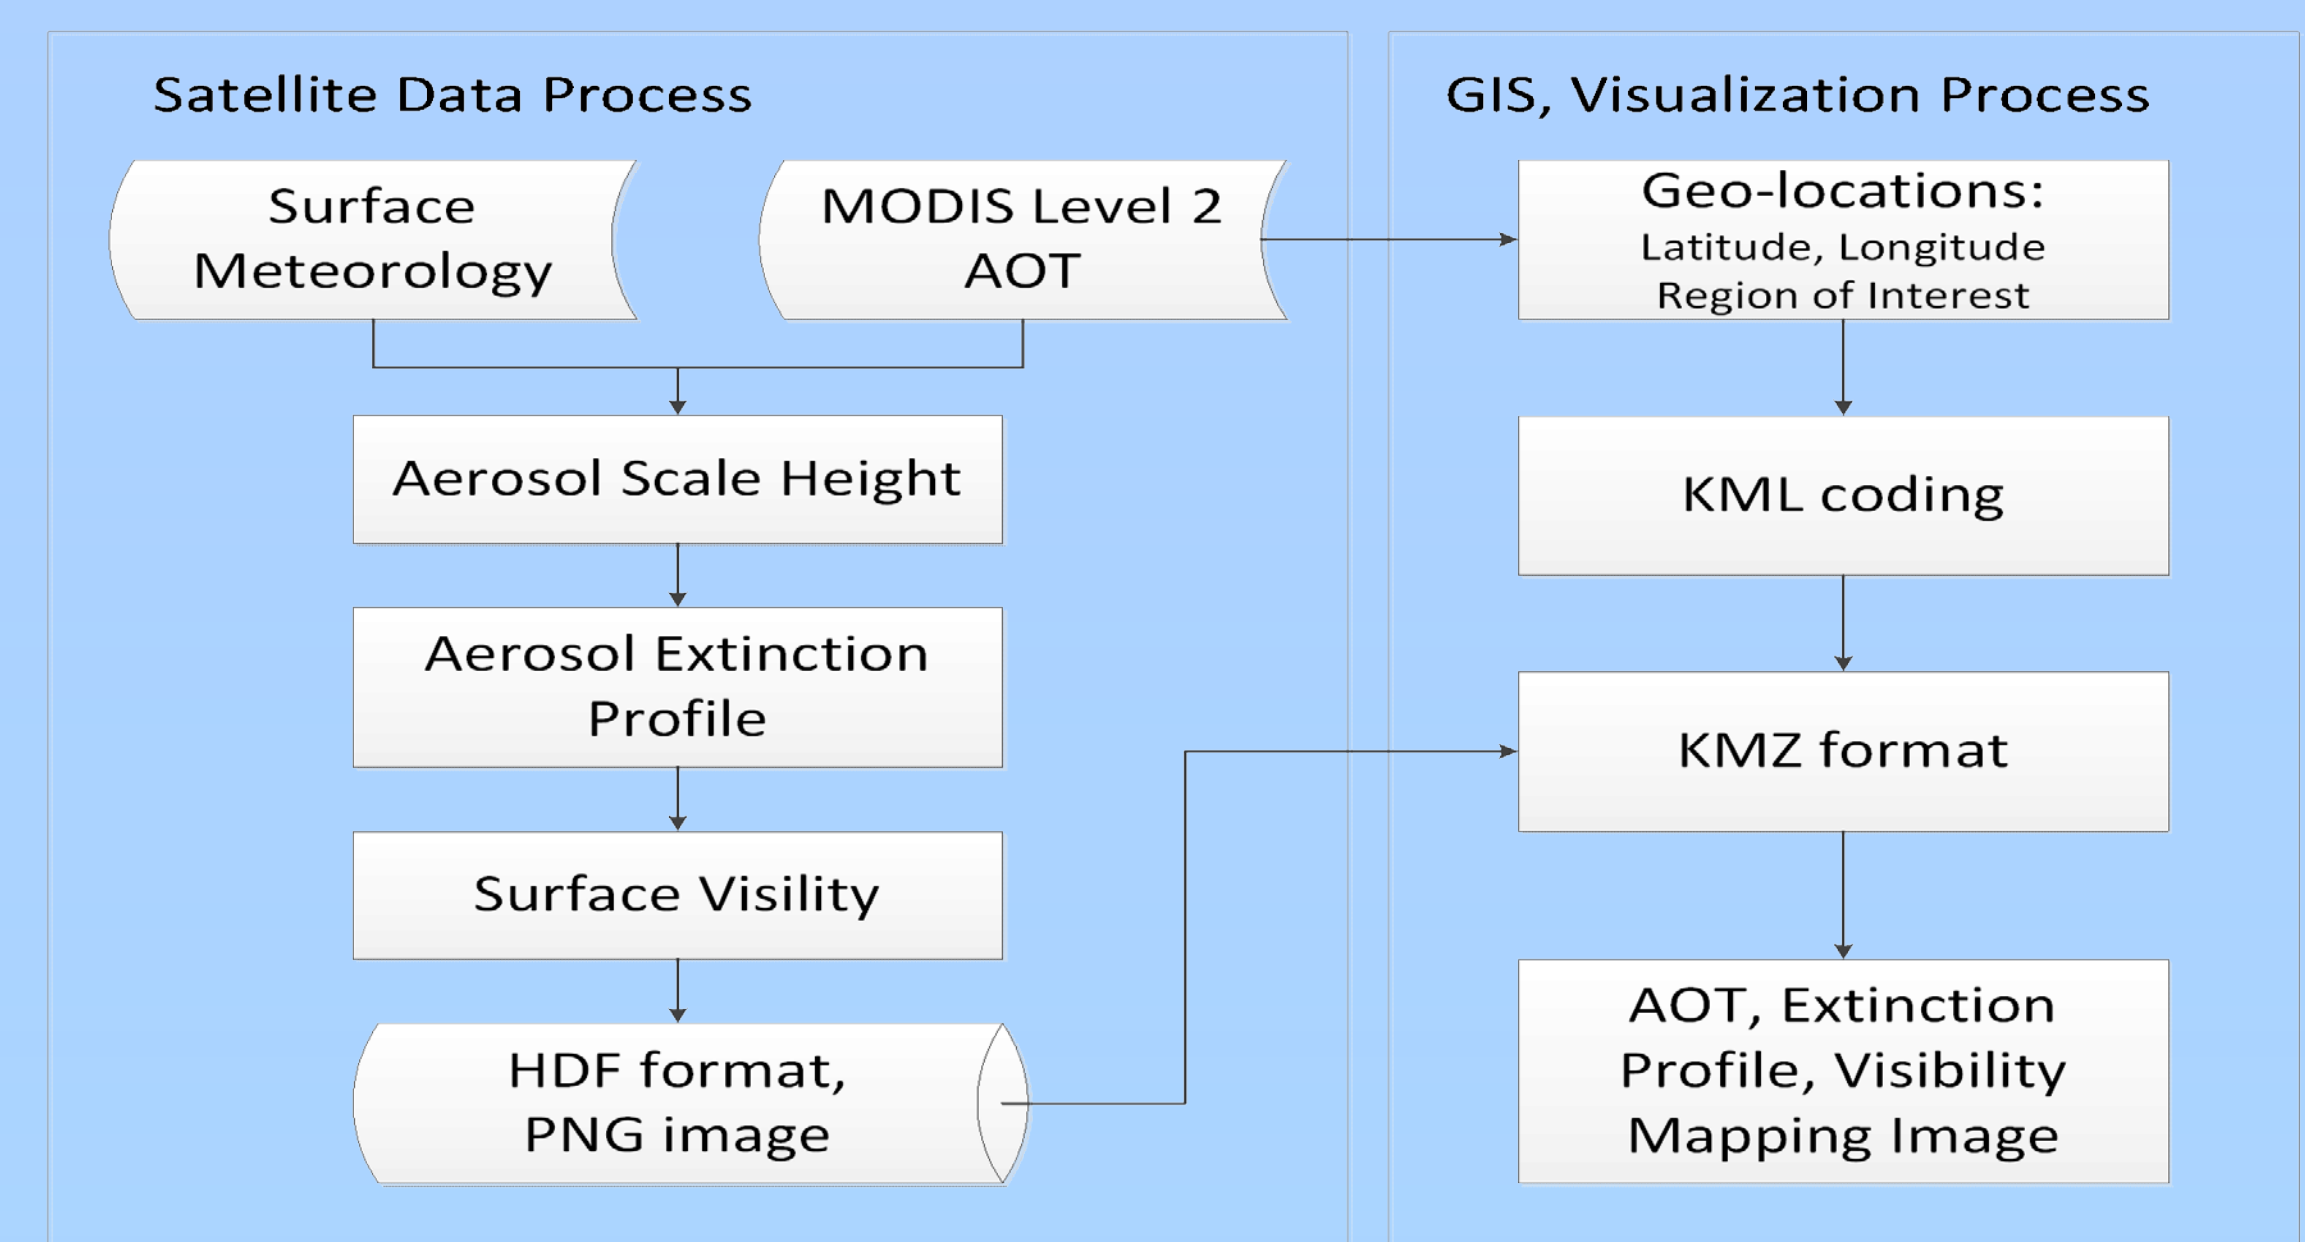 Satellite Data Process
Surface
Meteorology
MODIS Level 2
AOT
Aerosol Scale Height
Aerosol Extinction
Profile
Surface Visility
HDF format,
PNG image
GIS, Visualization Process
Geo-locations:
Latitude, Longitude
Region of Interest
KML coding
KMZ format
AOT, Extinction
Profile, Visibility
Mapping Image